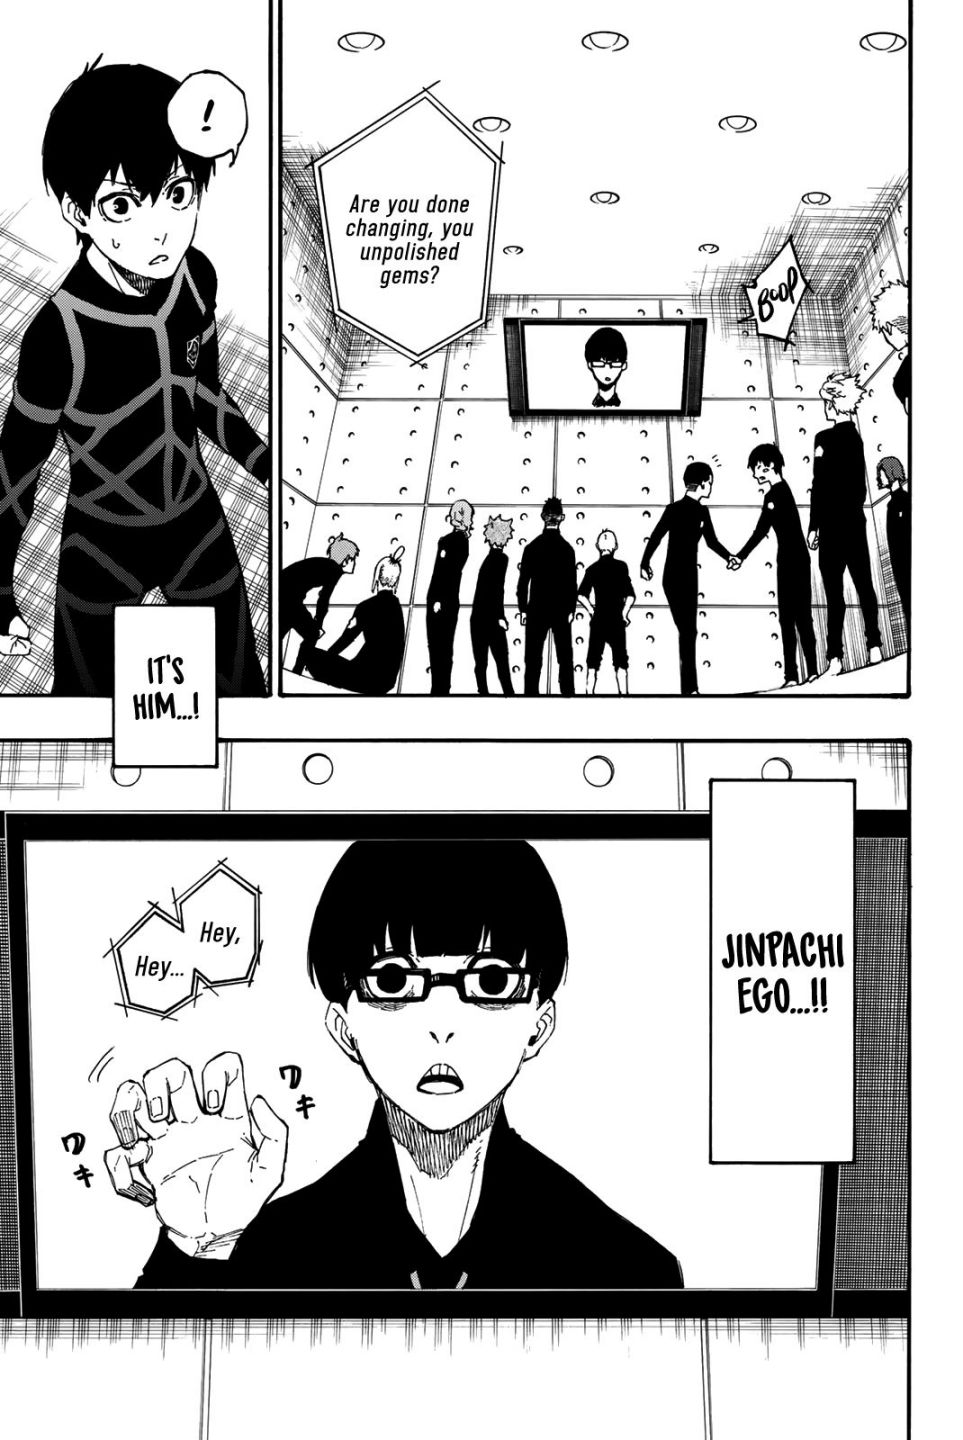 BOOP
Are you done
changing, you
unpolished
gems?
!
IT'S
HIM...!
JINPACHI
EGO...!!
Hey,
Hey...
ワキ
ワキ